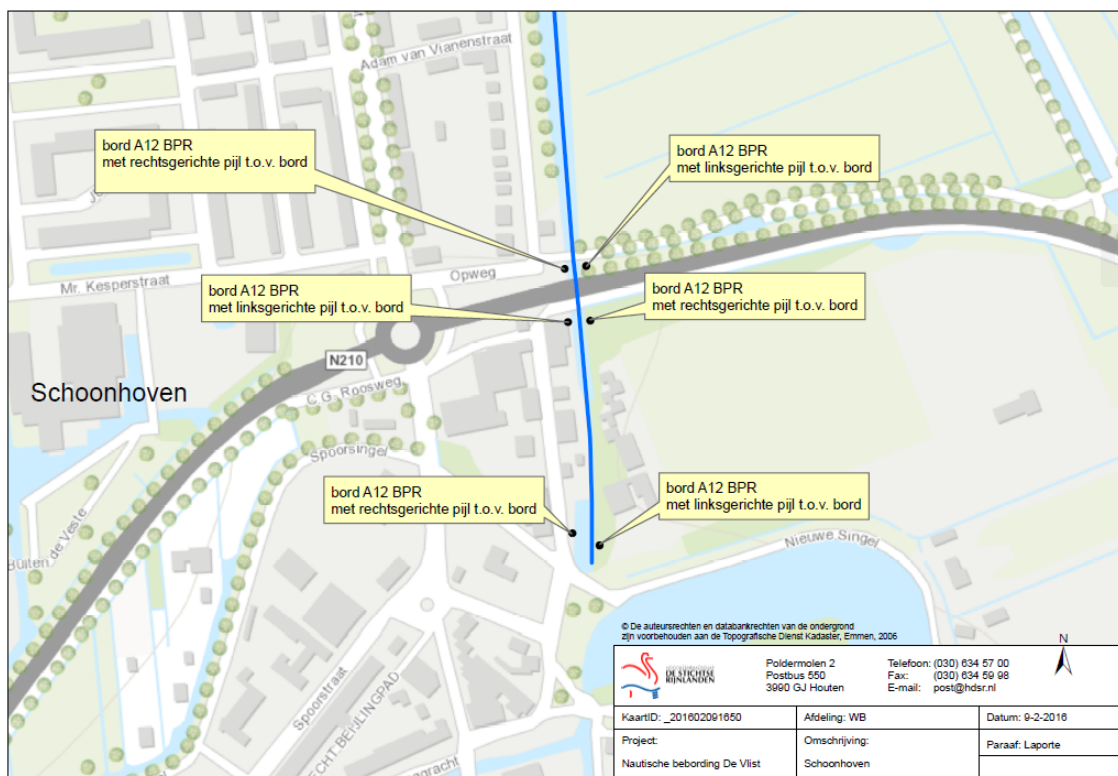 Adam van Vianenstraat
bord A12 BPR
met rechtsgerichte pijl t.o.v. bord
bord A12 BPR
met linksgerichte pijl t.o.v. bord
Opweg
Mr. Kesperstraat
bord A12 BPR
met linksgerichte pijl t.o.v. bord
bord A12 BPR
met rechtsgerichte pijl t.o.v. bord
N210
Schoonhoven
C.G. Roosweg
Spoorsingel
bord A12 BPR
met rechtsgerichte pijl t.o.v. bord
bord A12 BPR
met linksgerichte pijl t.o.v. bord
Buiten de Veste
Nieuwe Singel
Spoorstraat
ECHT BEIJLINGPAD
© De auteursrechten en databankrechten van de ondergrond
zijn voorbehouden aan de Topografische Dienst Kadaster, Emmen, 2006
N
DE STICHTSE
RIJNLANDEN
Poldermolen 2
Postbus 550
3990 GJ Houten
Telefoon: (030) 634 57 00
Fax: (030) 634 59 98
E-mail: post@hdsr.nl
KaartID: _201602091650
Afdeling: WB
Datum: 9-2-2016
Project:
Nautische bebording De Vlist
Omschrijving:
Schoonhoven
Paraaf: Laporte